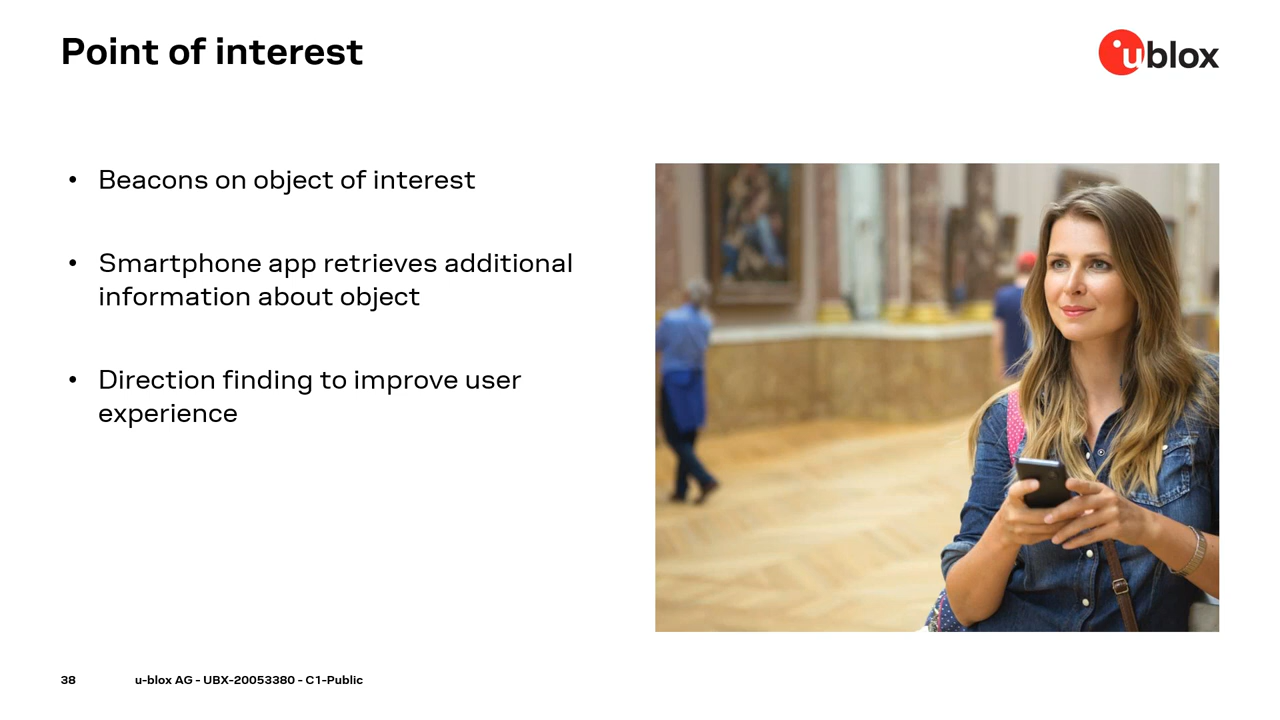 Point of interest
ublox
• Beacons on object of interest
• Smartphone app retrieves additional
information about object
• Direction finding to improve user
experience
38 u-blox AG - UBX-20053380 - C1-Public